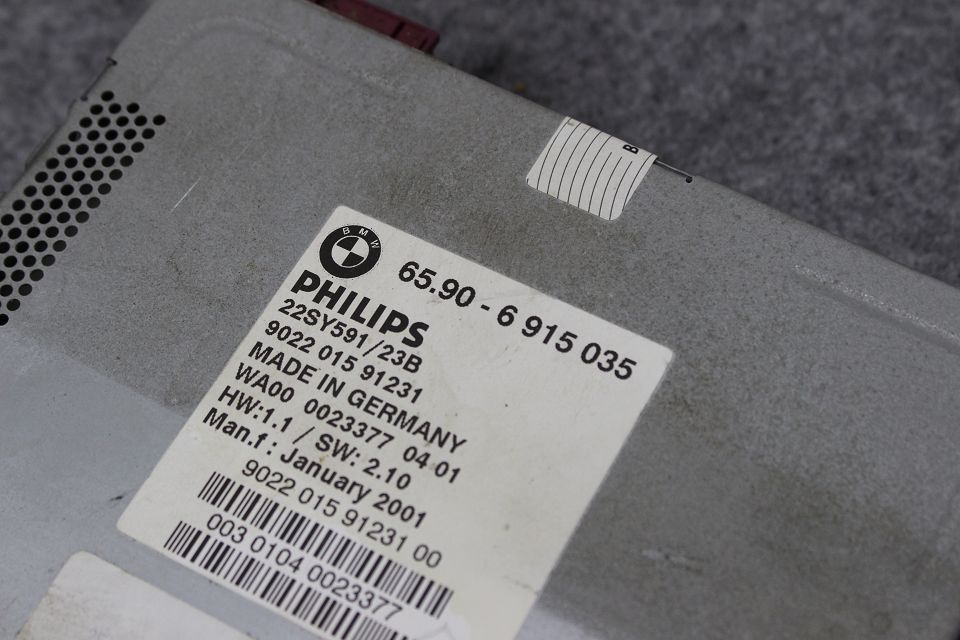 B
BMW
65.90 - 6 915 035
PHILIPS
22SY591/23B
9022 015 91231
MADE IN GERMANY
WA00 0023377 04 01
HW:1.1 / SW: 2.10
Man.f : January 2001
9022 015 91231 00
003 0104 0023377